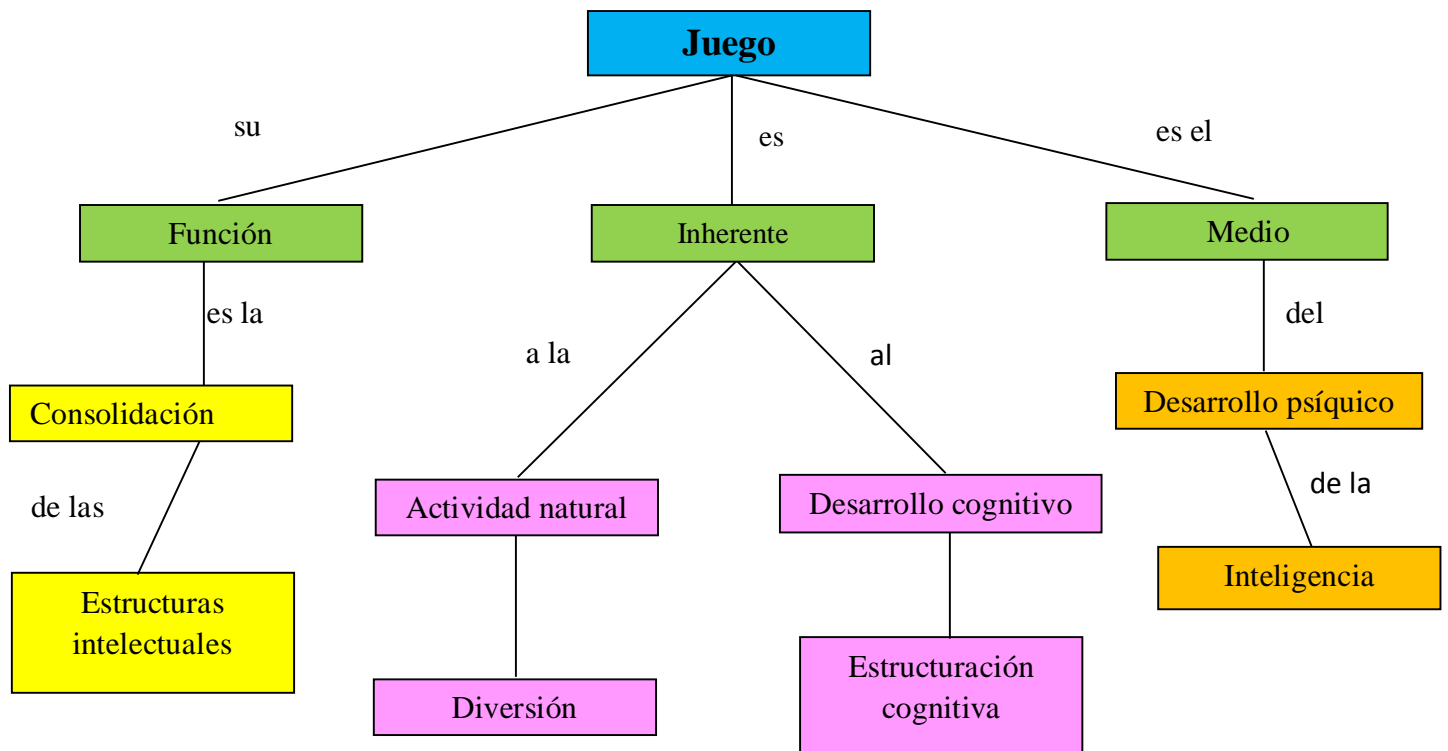 Juego
su
es
es el
Función
Inherente
Medio
es la
del
a la
al
Consolidación
Desarrollo psíquico
de las
Actividad natural
Desarrollo cognitivo
de la
Estructuras
intelectuales
Inteligencia
Diversión
Estructuración
cognitiva